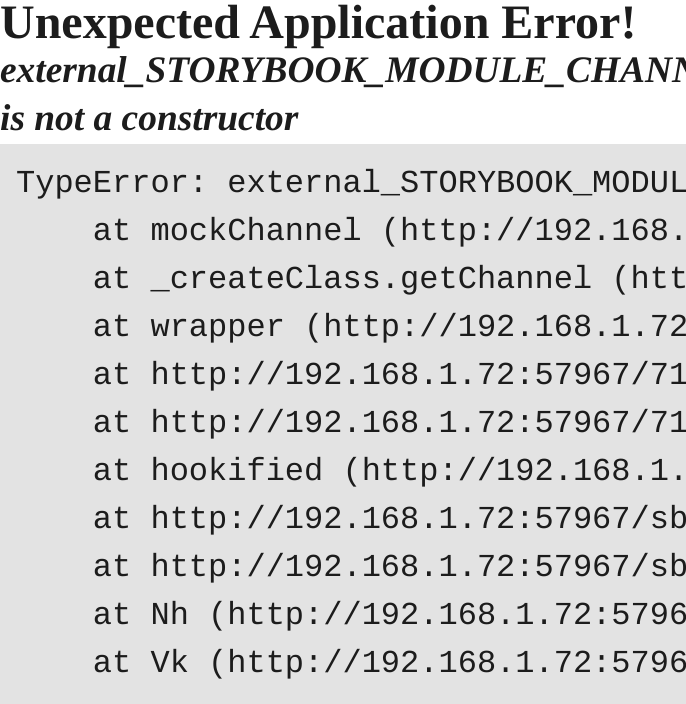 Unexpected Application Error!
external_STORYBOOK_MODULE_CHANN
is not a constructor
TypeError: external_STORYBOOK_MODUL
at mockChannel (http://192.168.
at _createClass.getChannel (htt
at wrapper (http://192.168.1.72
at http://192.168.1.72:57967/71
at http://192.168.1.72:57967/71
at hookified (http://192.168.1.
at http://192.168.1.72:57967/sb
at http://192.168.1.72:57967/sb
at Nh (http://192.168.1.72:5796
at Vk (http://192.168.1.72:5796